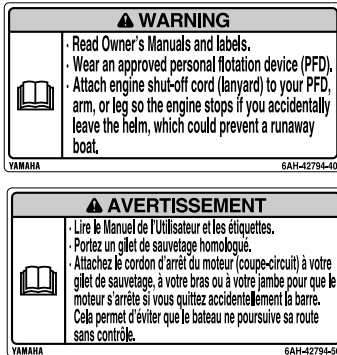 WARNING
· Read Owner's Manuals and labels.
· Wear an approved personal flotation device (PFD).
· Attach engine shut-off cord (lanyard) to your PFD,
arm, or leg so the engine stops if you accidentally
leave the helm, which could prevent a runaway
boat.
YAMAHA 6AH-42794-40
AVERTISSEMENT
· Lire le Manuel de l'Utilisateur et les étiquettes.
· Portez un gilet de sauvetage homologué.
· Attachez le cordon d'arrêt du moteur (coupe-circuit) à votre
gilet de sauvetage, à votre bras ou à votre jambe pour que le
moteur s'arrête si vous quittez accidentellement la barre.
Cela permet d'éviter que le bateau ne poursuive sa route
sans contrôle.
YAMAHA 6AH-42794-50